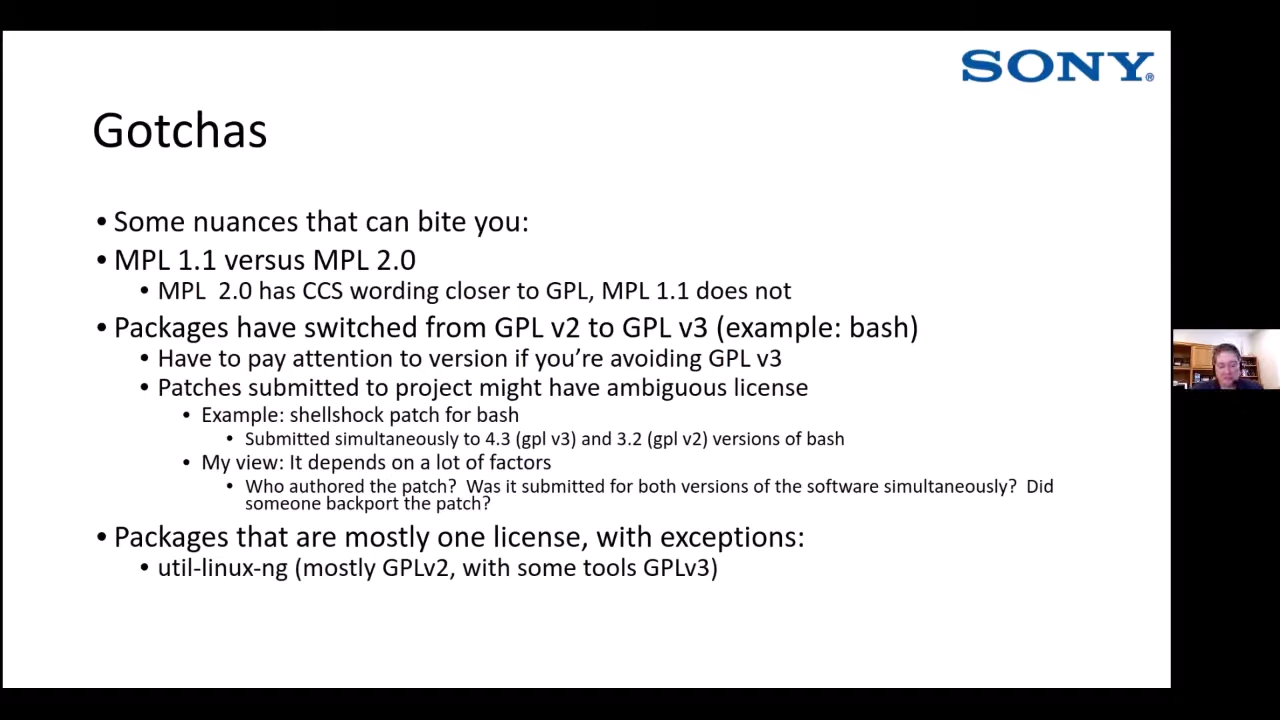 SONY®
Gotchas
• Some nuances that can bite you:
• MPL 1.1 versus MPL 2.0
• MPL  2.0 has CCS wording closer to GPL, MPL 1.1 does not
• Packages have switched from GPL v2 to GPL v3 (example: bash)
• Have to pay attention to version if you’re avoiding GPL v3
• Patches submitted to project might have ambiguous license
• Example: shellshock patch for bash
• Submitted simultaneously to 4.3 (gpl v3) and 3.2 (gpl v2) versions of bash
• My view: It depends on a lot of factors
• Who authored the patch?  Was it submitted for both versions of the software simultaneously?  Did
someone backport the patch?
• Packages that are mostly one license, with exceptions:
• util-linux-ng (mostly GPLv2, with some tools GPLv3)